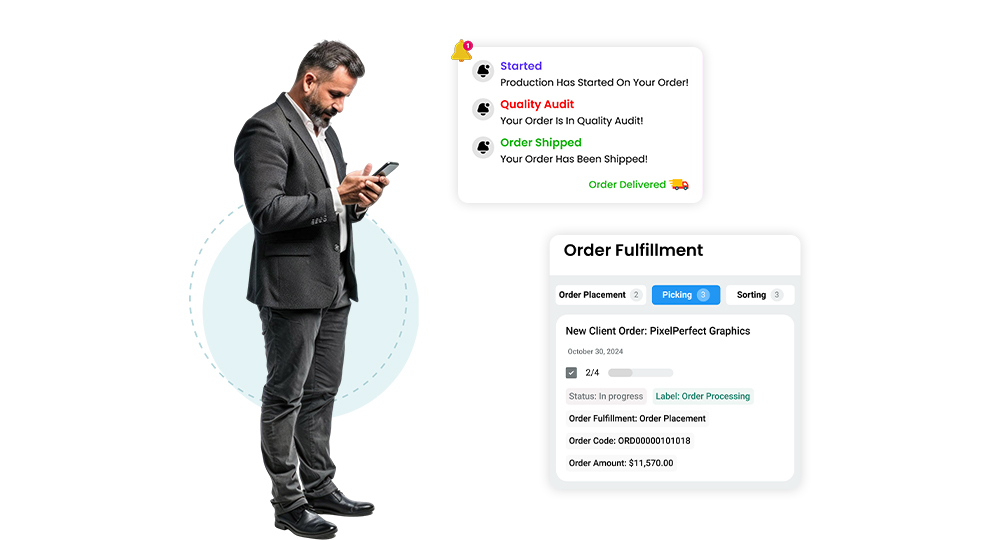 1
Started
Production Has Started On Your Order!
Quality Audit
Your Order Is In Quality Audit!
Order Shipped
Your Order Has Been Shipped!
Order Delivered
Order Fulfillment
Order Placement 2 Picking 3 Sorting 3
New Client Order: PixelPerfect Graphics
October 30, 2024
2/4
Status: In progress Label: Order Processing
Order Fulfillment: Order Placement
Order Code: ORD00000101018
Order Amount: $11,570.00